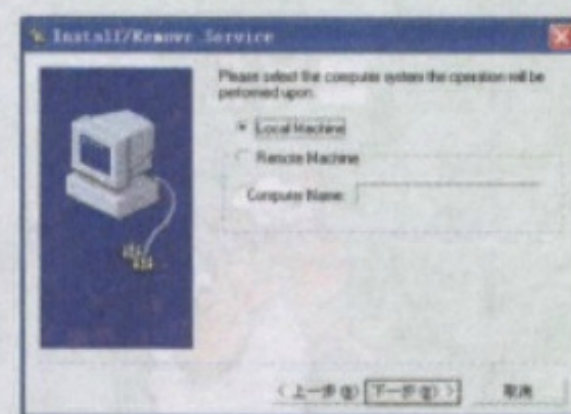 Install/Remove Service
Please select the computer system the operation will be
performed upon:
Local Machine
Remote Machine
Computer Name:
< 上一步(B)
下一步(N) >
取消